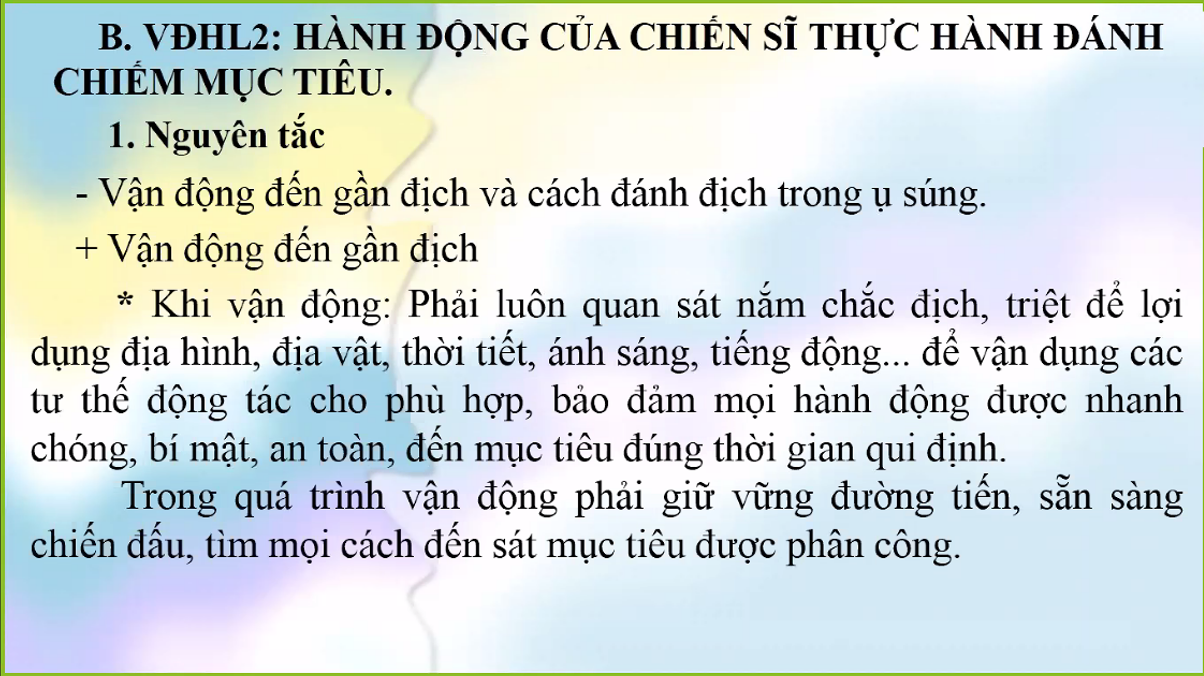 B. VĐHL2: HÀNH ĐỘNG CỦA CHIẾN SĨ THỰC HÀNH ĐÁNH
CHIẾM MỤC TIÊU.
1. Nguyên tắc
- Vận động đến gần địch và cách đánh địch trong ụ súng.
+ Vận động đến gần địch
* Khi vận động: Phải luôn quan sát nắm chắc địch, triệt để lợi
dụng địa hình, địa vật, thời tiết, ánh sáng, tiếng động... để vận dụng các
tư thế động tác cho phù hợp, bảo đảm mọi hành động được nhanh
chóng, bí mật, an toàn, đến mục tiêu đúng thời gian qui định.
Trong quá trình vận động phải giữ vững đường tiến, sẵn sàng
chiến đấu, tìm mọi cách đến sát mục tiêu được phân công.